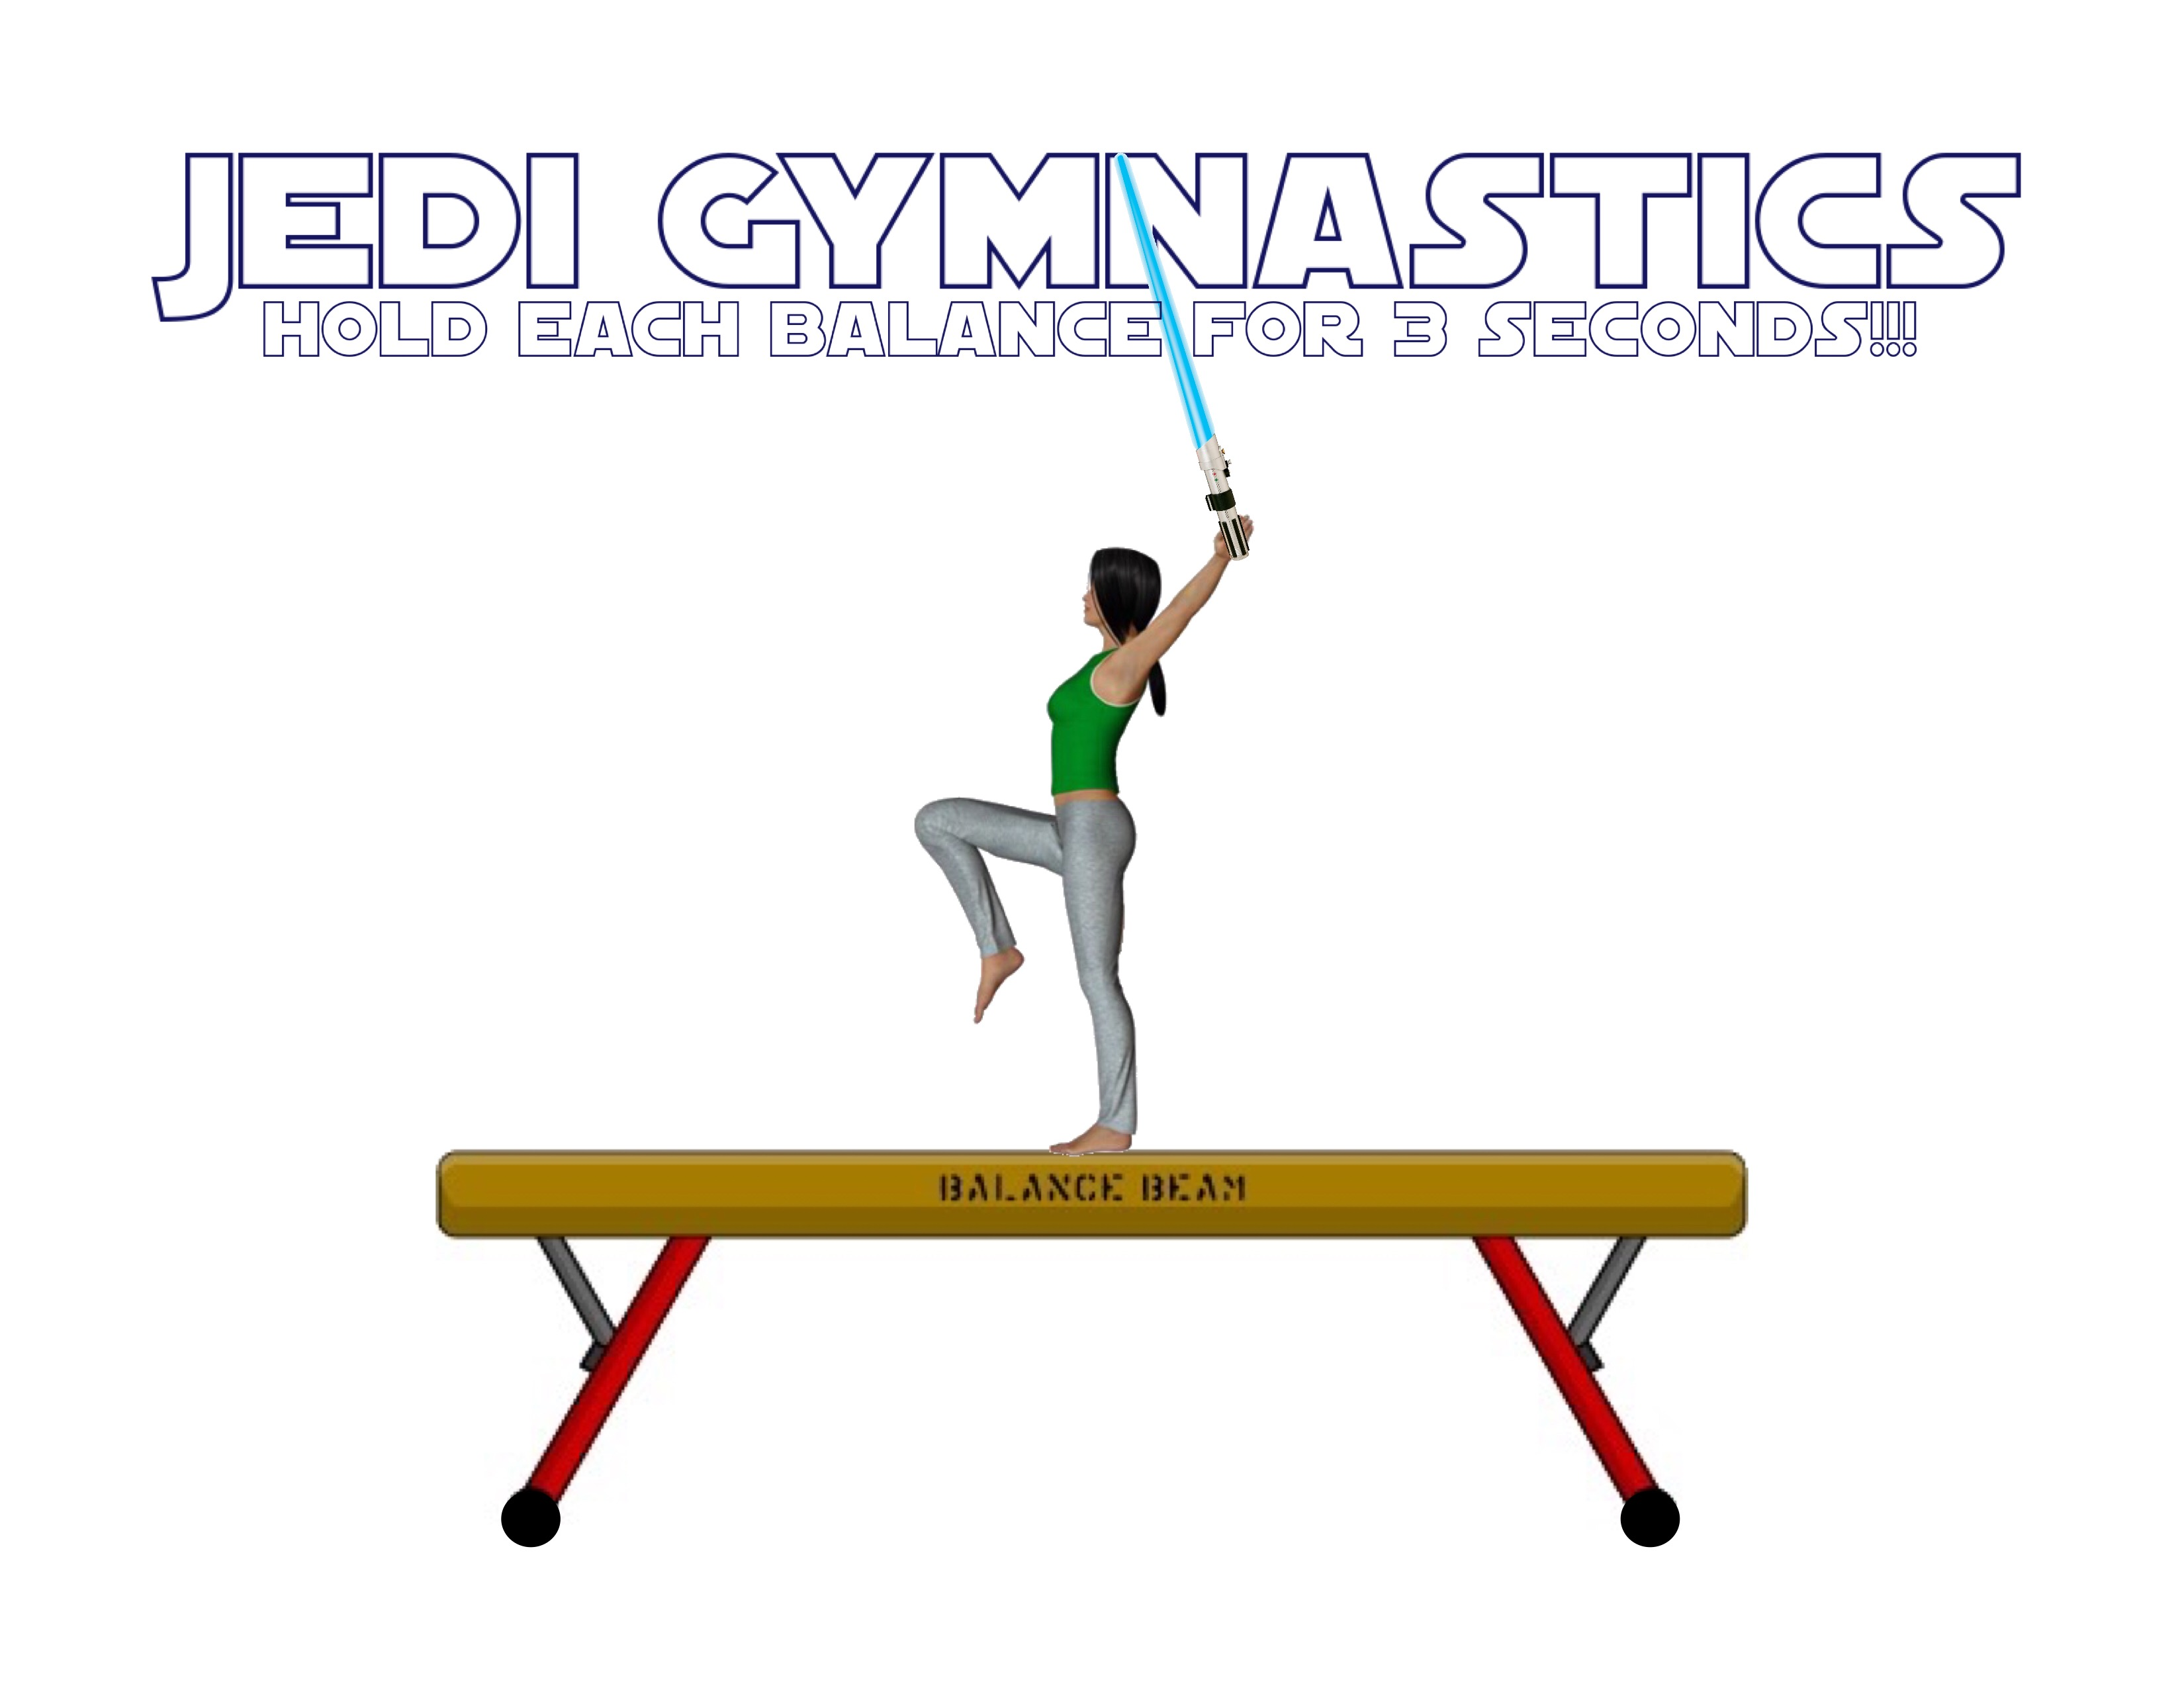 JEDI GYMNASTICS
HOLD EACH BALANCE FOR 3 SECONDS!!!
BALANCE BEAM